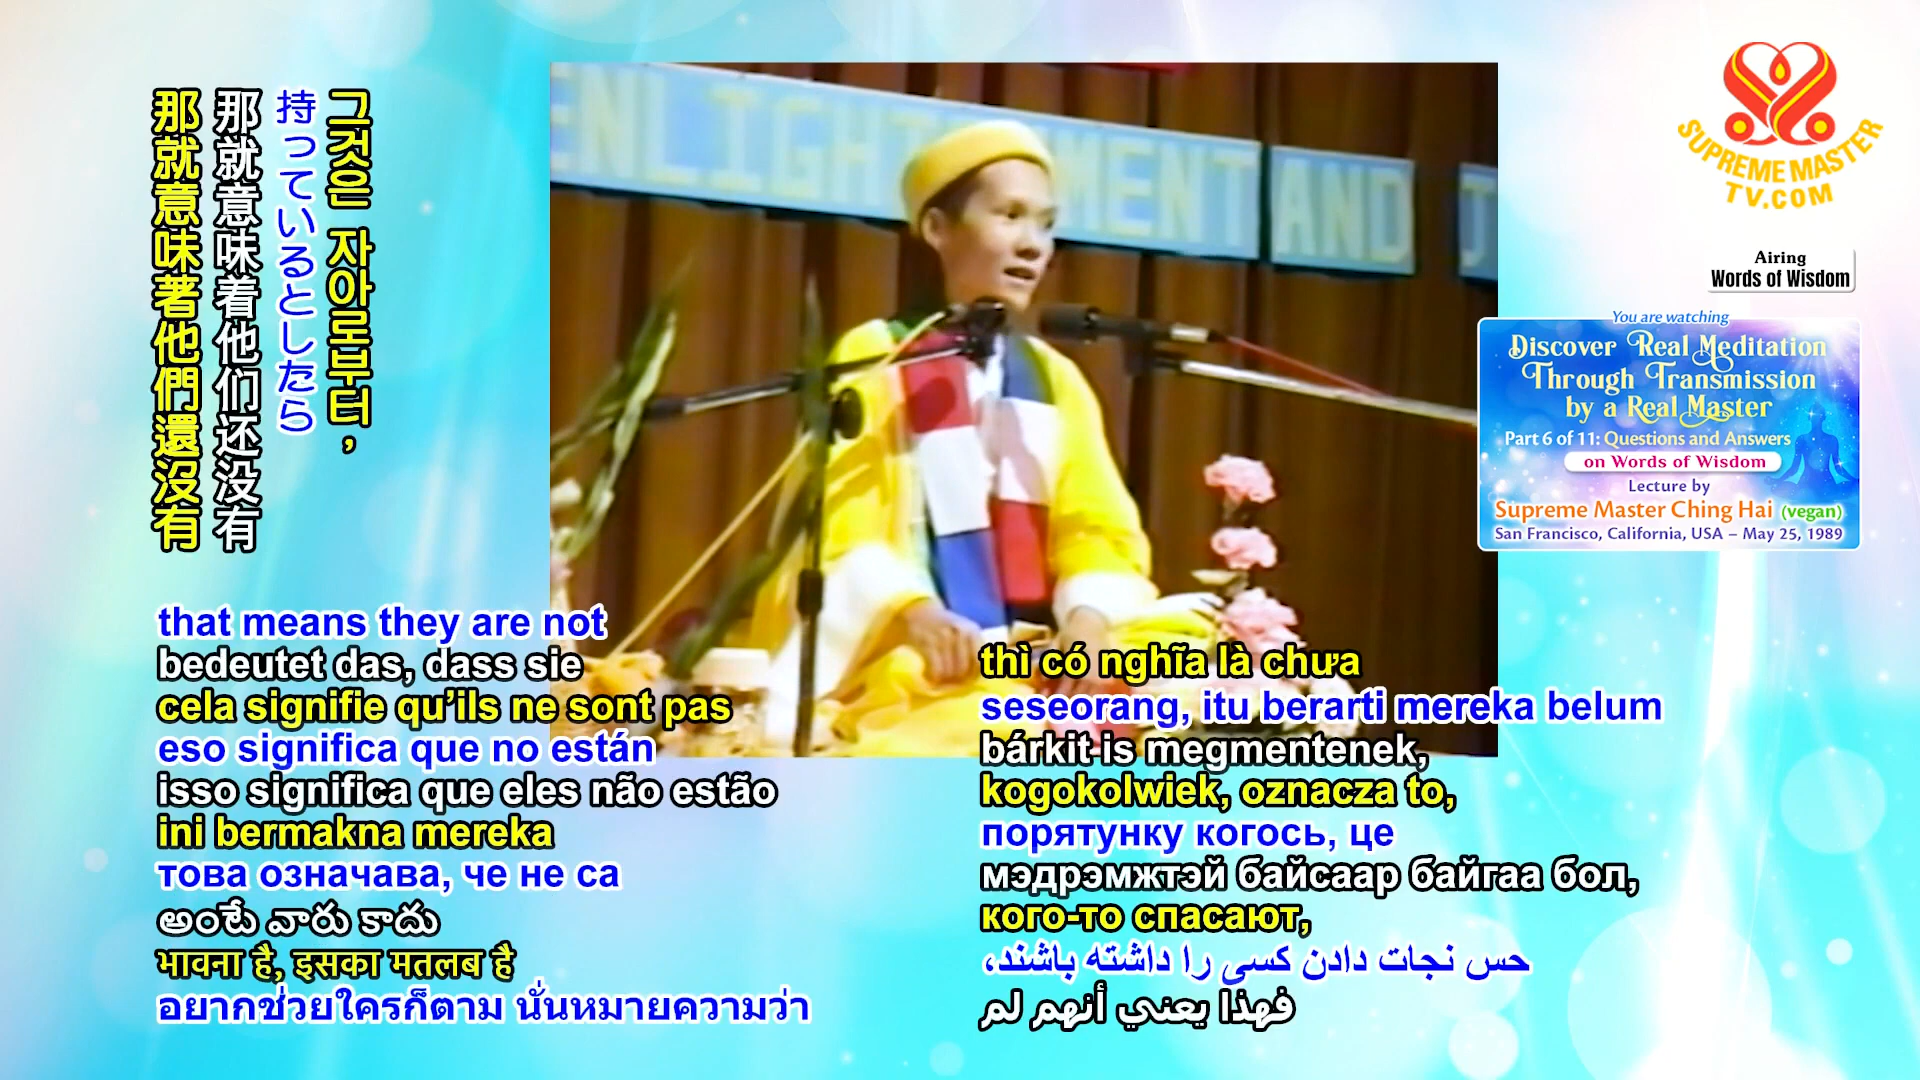 那就意味著他們還沒有
那就意味着他们还没有
持っているとしたら
그것은 자아로부터,
ENLIGHTENMENT AND
SUPREME MASTER
TV.COM
Airing
Words of Wisdom
You are watching
Discover Real Meditation
Through Transmission
by a Real Master
Part 6 of 11: Questions and Answers
on Words of Wisdom
Lecture by
Supreme Master Ching Hai (vegan)
San Francisco, California, USA – May 25, 1989
that means they are not
bedeutet das, dass sie
cela signifie qu’ils ne sont pas
eso significa que no están
isso significa que eles não estão
ini bermakna mereka
това означава, че не са
అంటే వారు కాదు
भावना है, इसका मतलब है
อยากช่วยใครก็ตาม นั่นหมายความว่า
thì có nghĩa là chưa
seseorang, itu berarti mereka belum
bárkit is megmentenek,
kogokolwiek, oznacza to,
порятунку когось, це
мэдрэмжтэй байсаар байгаа бол,
кого-то спасают,
حس نجات دادن کسی را داشته باشند،
فهذا يعني أنهم لم